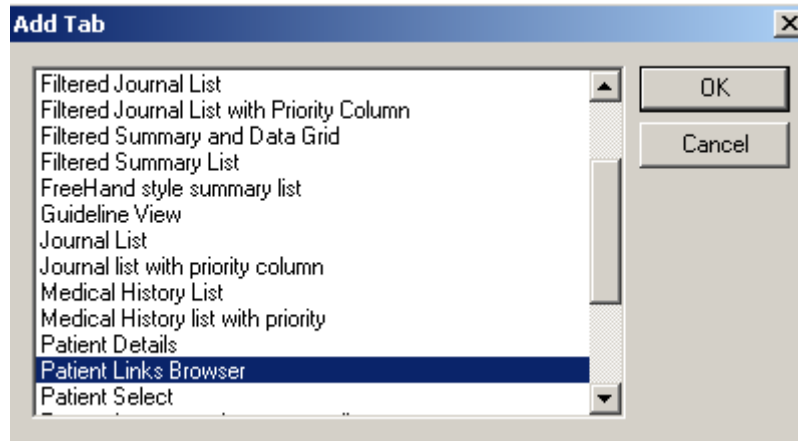 Add Tab
Filtered Journal List
Filtered Journal List with Priority Column
Filtered Summary and Data Grid
Filtered Summary List
FreeHand style summary list
Guideline View
Journal List
Journal list with priority column
Medical History List
Medical History list with priority
Patient Details
Patient Links Browser
Patient Select
OK
Cancel